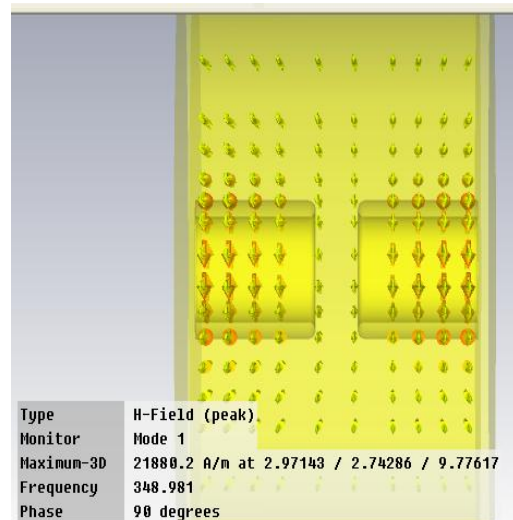 Type H-Field (peak)
Monitor Mode 1
Maximum-3D 21880.2 A/m at 2.97143 / 2.74286 / 9.77617
Frequency 348.981
Phase 90 degrees